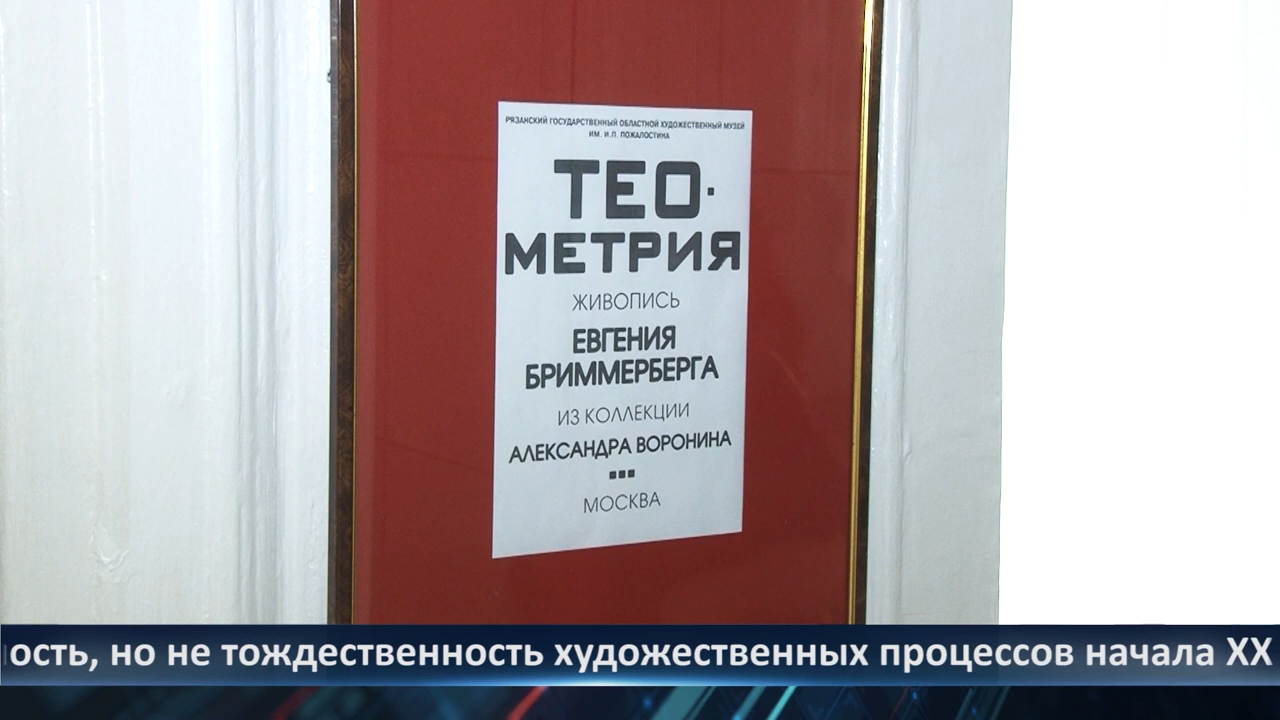 РЯЗАНСКИЙ ГОСУДАРСТВЕННЫЙ ОБЛАСТНОЙ ХУДОЖЕСТВЕННЫЙ МУЗЕЙ
ИМ. И.П. ПОЖАЛОСТИНА
ТЕО·
МЕТРИЯ
ЖИВОПИСЬ
ЕВГЕНИЯ
БРИММЕРБЕРГА
ИЗ КОЛЛЕКЦИИ
АЛЕКСАНДРА ВОРОНИНА
МОСКВА
но не тождественность художественных процессов начала XX